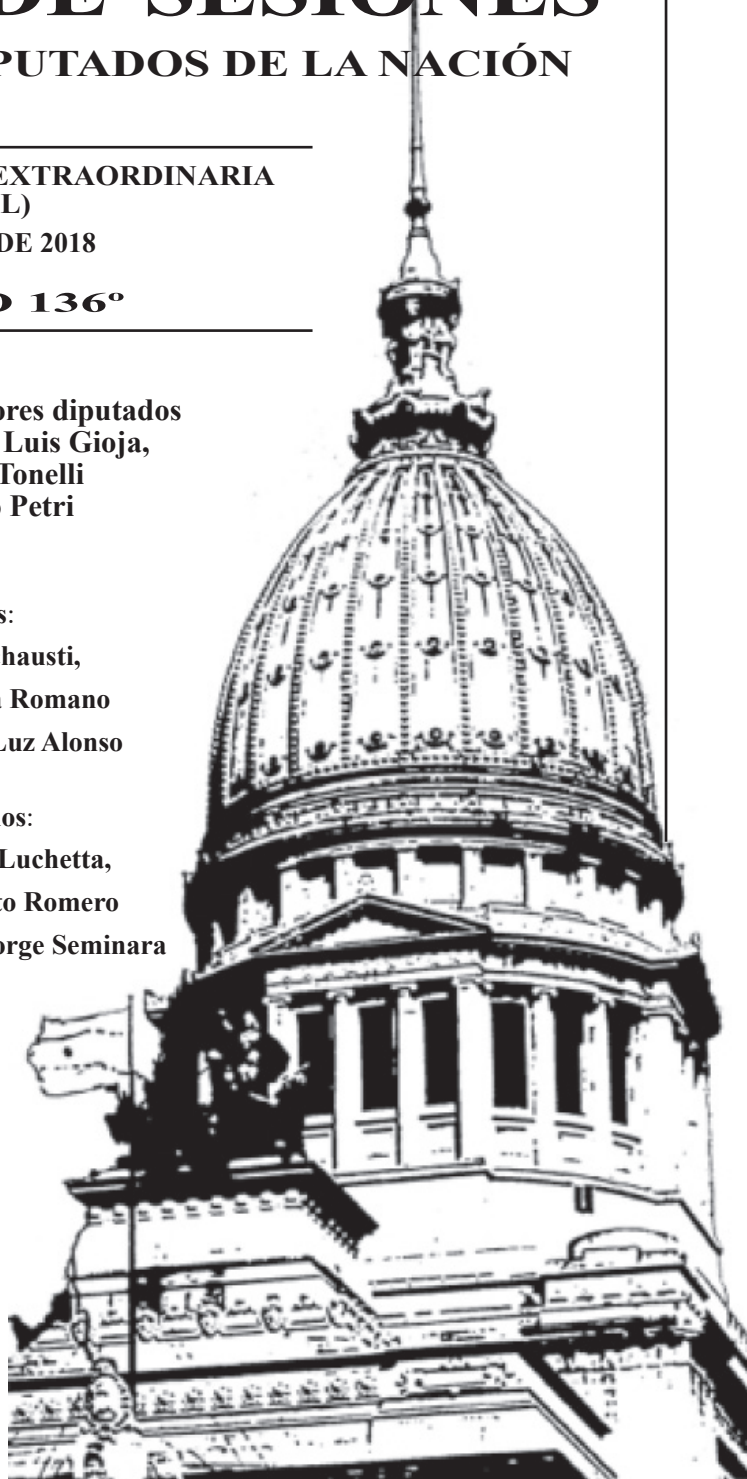 DE SESIONES
PUTADOS DE LA NACIÓN
EXTRAORDINARIA
L)
DE 2018
O 136º
ores diputados
Luis Gioja,
Tonelli
o Petri
s:
hausti,
a Romano
Luz Alonso
ios:
Luchetta,
to Romero
orge Seminara